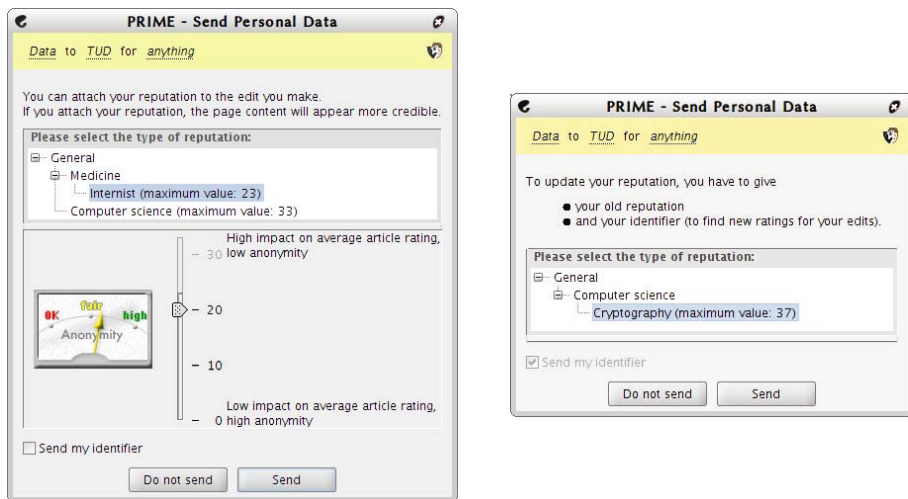 PRIME - Send Personal Data
Data to TUD for anything
You can attach your reputation to the edit you make.
If you attach your reputation, the page content will appear more credible.
Please select the type of reputation:
General
Medicine
Internist (maximum value: 23)
Computer science (maximum value: 33)
High impact on average article rating,
30 low anonymity
OK fair high
Anonymity
20
10
Low impact on average article rating,
0 high anonymity
Send my identifier
Do not send Send
PRIME - Send Personal Data
Data to TUD for anything
To update your reputation, you have to give
your old reputation
and your identifier (to find new ratings for your edits).
Please select the type of reputation:
General
Computer science
Cryptography (maximum value: 37)
Send my identifier
Do not send Send